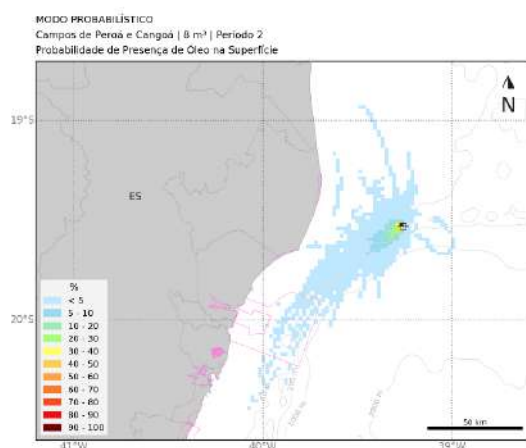 MODO PROBABILÍSTICO
Campos de Peroá e Cangoá | 8 m³ | Período 2
Probabilidade de Presença de Óleo na Superfície
N
19°S
ES
20°S
%
< 5
5 - 10
10 - 20
20 - 30
30 - 40
40 - 50
50 - 60
60 - 70
70 - 80
80 - 90
90 - 100
50 km
41°W
40°W
39°W